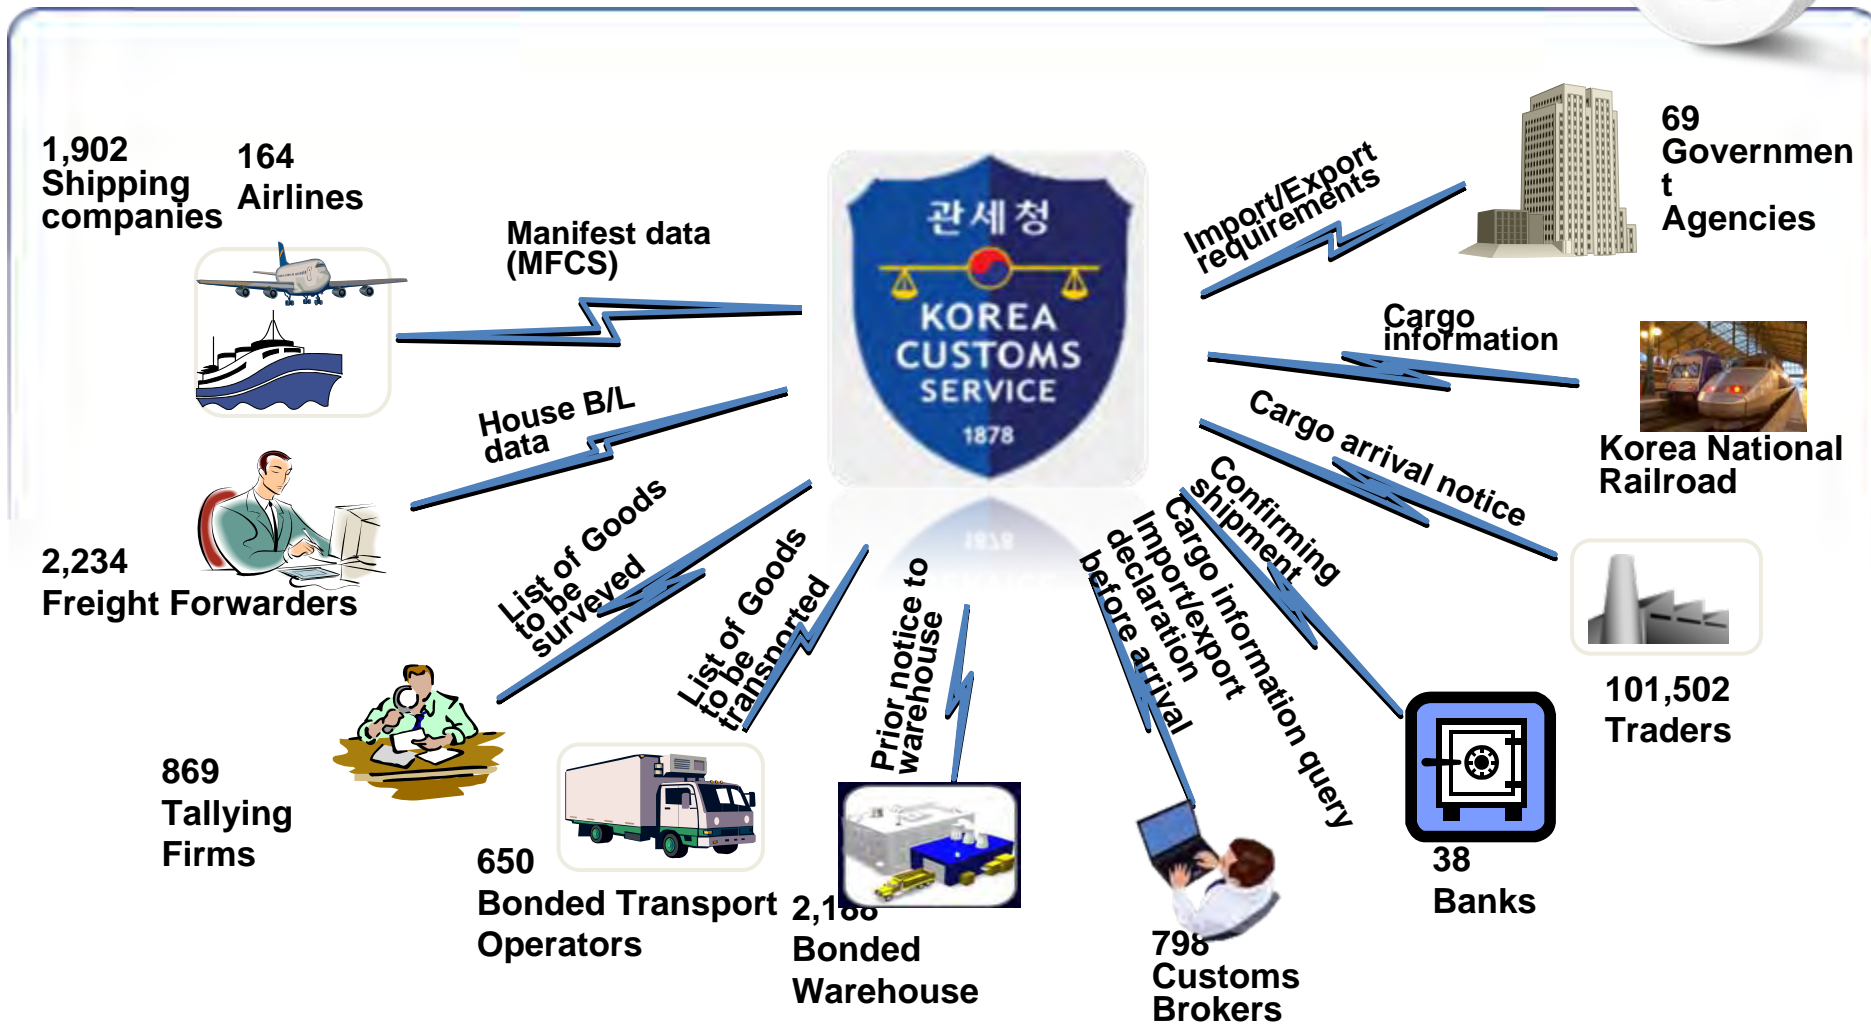 1,902
Shipping
companies
164
Airlines
Manifest data
(MFCS)
관세청
KOREA
CUSTOMS
SERVICE
1878
Import/Export
requirements
69
Governmen
t
Agencies
Cargo
information
Korea National
Railroad
House B/L
data
Cargo arrival notice
2,234
Freight Forwarders
List of Goods
to be
surveyed
List of Goods
to be
transported
Prior notice to
warehouse
Confirming
shipment
Cargo information query
Import/export
declaration
before arrival
101,502
Traders
869
Tallying
Firms
650
Bonded Transport
Operators
2,188
Bonded
Warehouse
798
Customs
Brokers
38
Banks